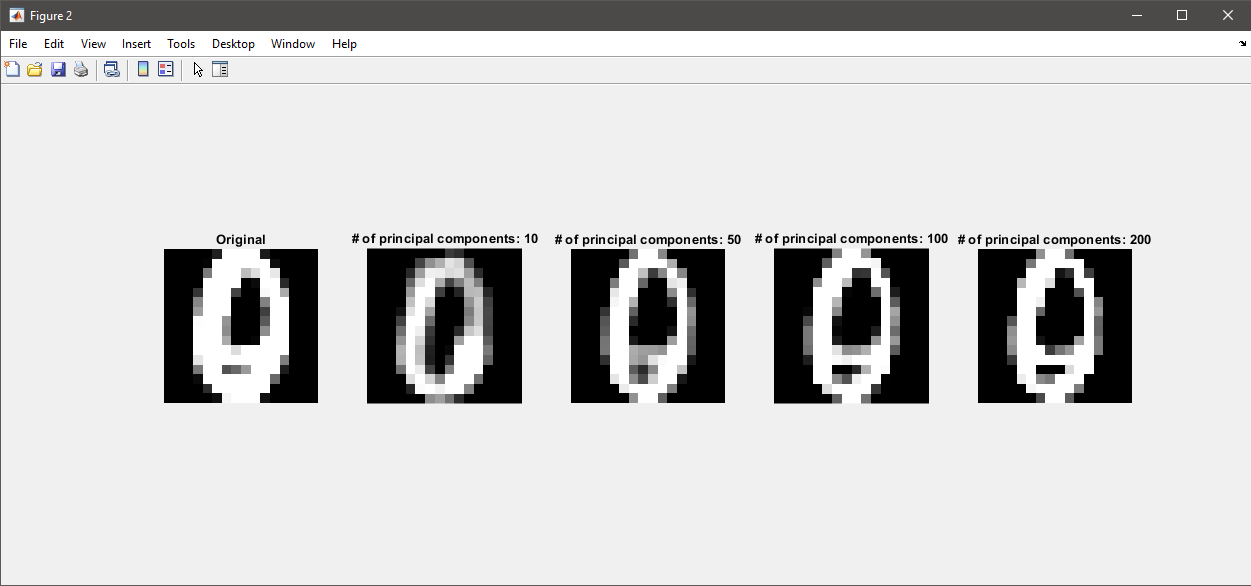 Figure 2
File Edit View Insert Tools Desktop Window Help
Original
# of principal components: 10
# of principal components: 50
# of principal components: 100
# of principal components: 200